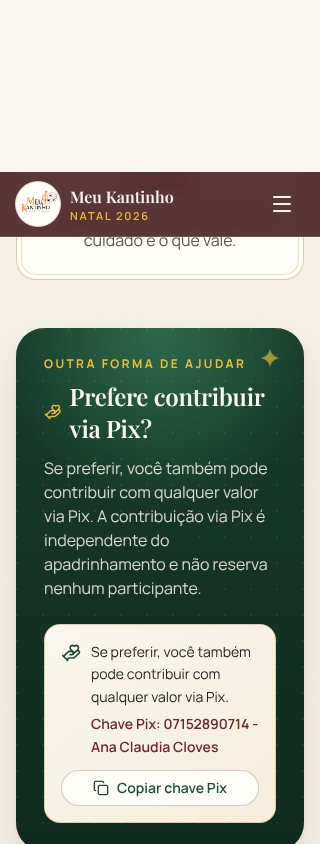 Meu Kantinho
NATAL 2026
cuidado é o que vale.
OUTRA FORMA DE AJUDAR
Prefere contribuir
via Pix?
Se preferir, você também pode
contribuir com qualquer valor
via Pix. A contribuição via Pix é
independente do
apadrinhamento e não reserva
nenhum participante.
Se preferir, você também
pode contribuir com
qualquer valor via Pix.
Chave Pix: 07152890714 -
Ana Claudia Cloves
Copiar chave Pix